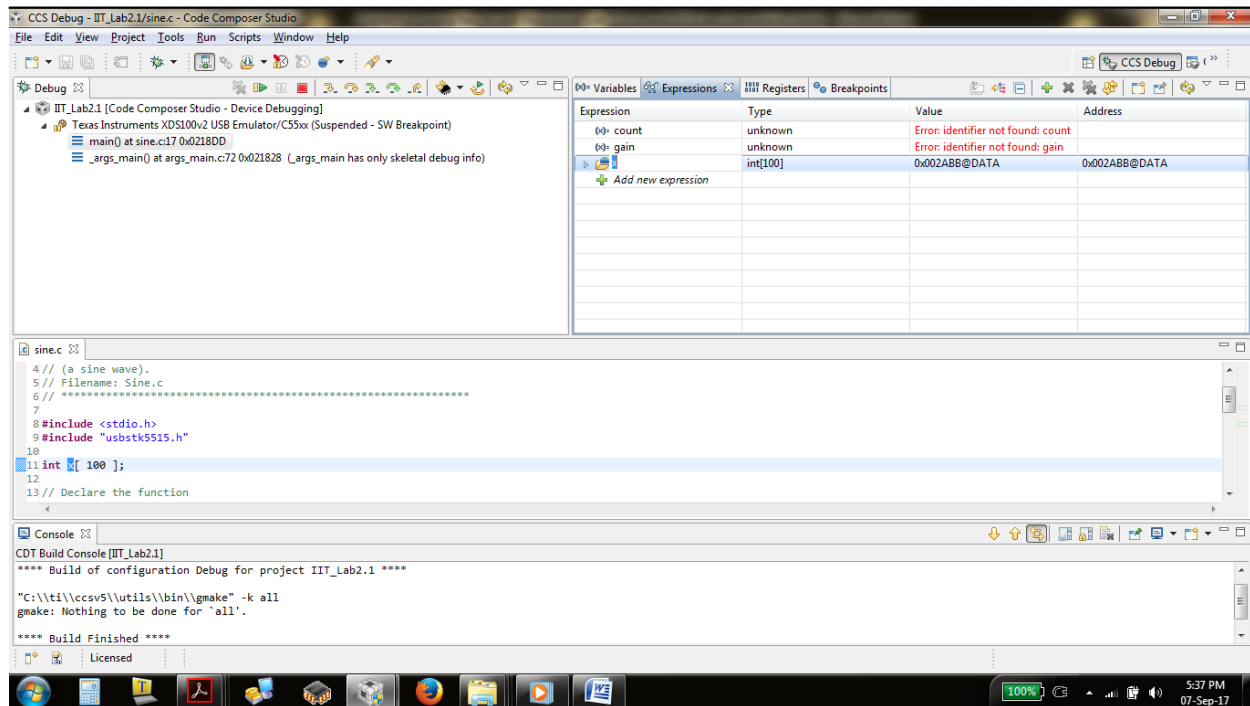 CCS Debug - IIT_Lab2.1/sine.c - Code Composer Studio
File Edit View Project Tools Run Scripts Window Help
CCS Debug
Debug
IIT_Lab2.1 [Code Composer Studio - Device Debugging]
Texas Instruments XDS100v2 USB Emulator/C55xx (Suspended - SW Breakpoint)
main() at sine.c:17 0x0218DD
_args_main() at args_main.c:72 0x021828 (_args_main has only skeletal debug info)
(x)= Variables Expressions 1010 Registers Breakpoints
Expression Type Value Address
(x)= count unknown Error: identifier not found: count
(x)= gain unknown Error: identifier not found: gain
x int[100] 0x002ABB@DATA 0x002ABB@DATA
Add new expression
sine.c
4 // (a sine wave).
5 // Filename: Sine.c
6 // ****************************************************************
7
8 #include <stdio.h>
9 #include "usbstk5515.h"
10
11 int x[ 100 ];
12
13 // Declare the function
Console
CDT Build Console [IIT_Lab2.1]
**** Build of configuration Debug for project IIT_Lab2.1 ****
"C:\\ti\\ccsv5\\utils\\bin\\gmake" -k all
gmake: Nothing to be done for `all'.
**** Build Finished ****
Licensed
100%
5:37 PM
07-Sep-17